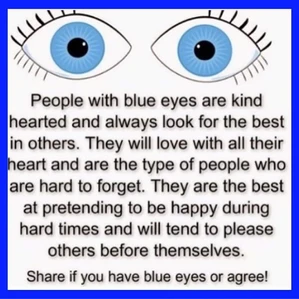 People with blue eyes are kind
hearted and always look for the best
in others. They will love with all their
heart and are the type of people who
are hard to forget. They are the best
at pretending to be happy during
hard times and will tend to please
others before themselves.
Share if you have blue eyes or agree!